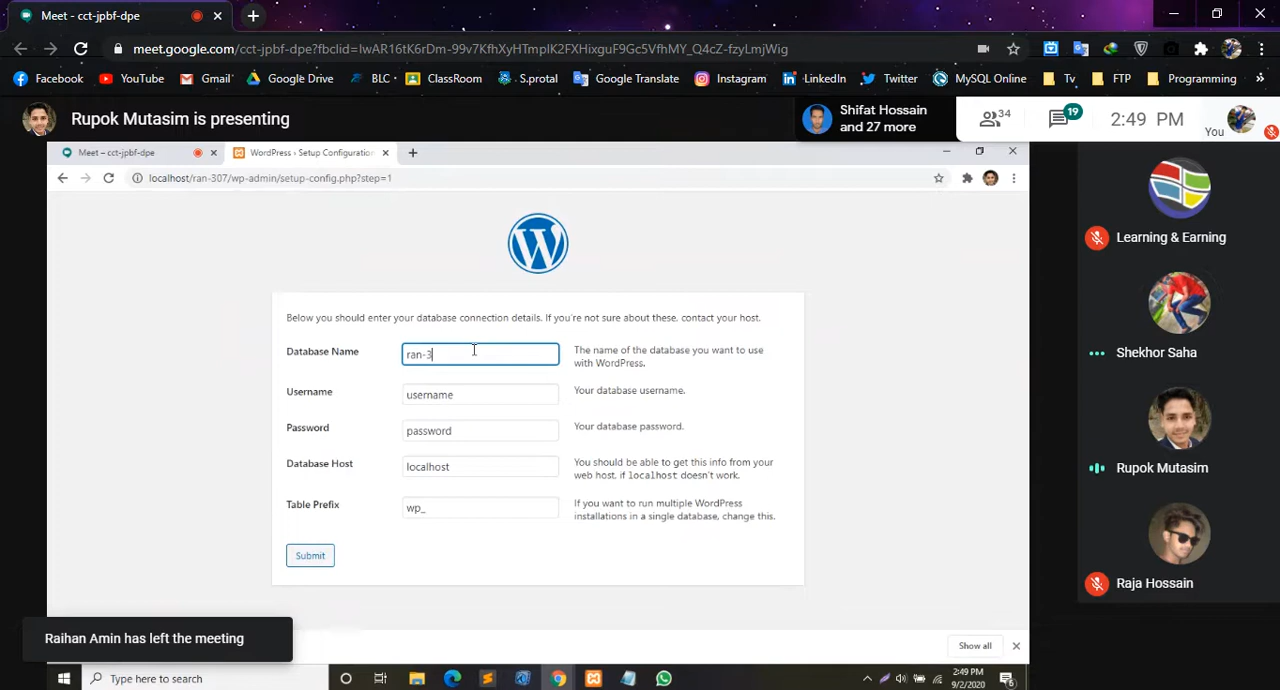 Meet - cct-jpbf-dpe
meet.google.com/cct-jpbf-dpe?fbclid=IwAR16tK6rDm-99v7KfhXyHTmplK2FXHixguF9Gc5VfhMY_Q4cZ-fzyLmjWig
Facebook YouTube Gmail Google Drive BLC ClassRoom S.protal Google Translate Instagram LinkedIn Twitter MySQL Online Tv FTP Programming »
Rupok Mutasim is presenting
Shifat Hossain
and 27 more
34
19
2:49 PM
You
Meet – cct-jpbf-dpe
WordPress › Setup Configuration
localhost/ran-307/wp-admin/setup-config.php?step=1
Below you should enter your database connection details. If you're not sure about these, contact your host.
Database Name
ran-3
The name of the database you want to use
with WordPress.
Username
username
Your database username.
Password
password
Your database password.
Database Host
localhost
You should be able to get this info from your
web host, if localhost doesn't work.
Table Prefix
wp_
If you want to run multiple WordPress
installations in a single database, change this.
Submit
Learning & Earning
Shekhor Saha
Rupok Mutasim
Raja Hossain
Raihan Amin has left the meeting
Show all
Type here to search
2:49 PM
9/2/2020
6